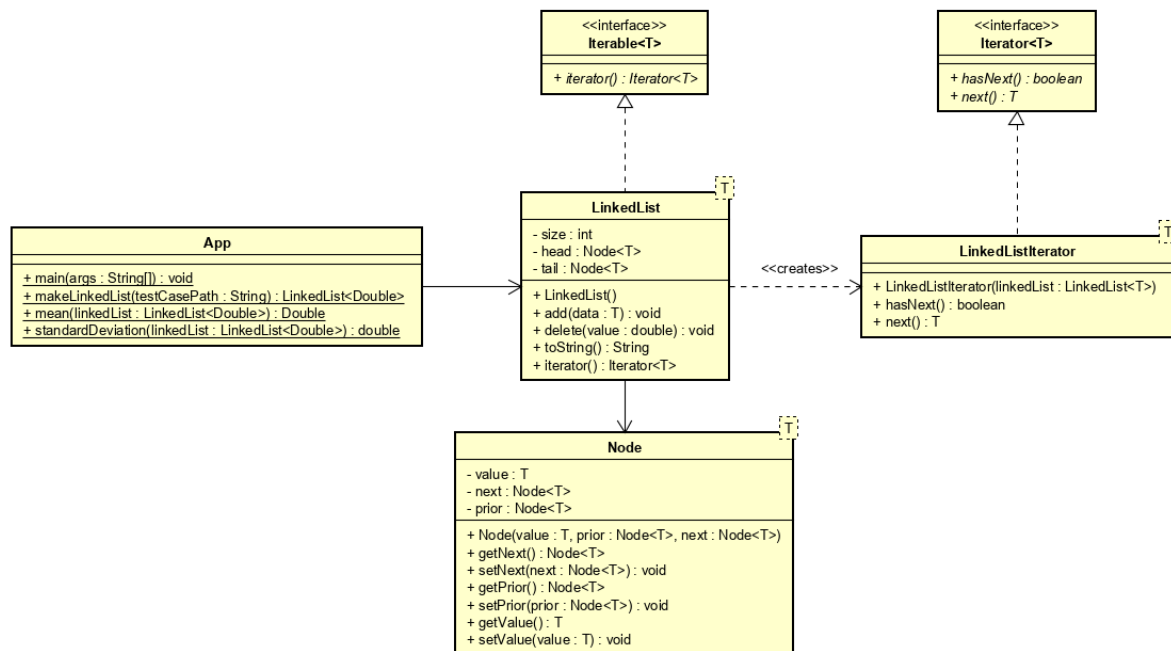 <<interface>>
Iterable<T>
+ iterator() : Iterator<T>
<<interface>>
Iterator<T>
+ hasNext() : boolean
+ next() : T
App
+ main(args : String[]) : void
+ makeLinkedList(testCasePath : String) : LinkedList<Double>
+ mean(linkedList : LinkedList<Double>) : Double
+ standardDeviation(linkedList : LinkedList<Double>) : double
T
LinkedList
- size : int
- head : Node<T>
- tail : Node<T>
+ LinkedList()
+ add(data : T) : void
+ delete(value : double) : void
+ toString() : String
+ iterator() : Iterator<T>
<<creates>>
T
LinkedListIterator
+ LinkedListIterator(linkedList : LinkedList<T>)
+ hasNext() : boolean
+ next() : T
T
Node
- value : T
- next : Node<T>
- prior : Node<T>
+ Node(value : T, prior : Node<T>, next : Node<T>)
+ getNext() : Node<T>
+ setNext(next : Node<T>) : void
+ getPrior() : Node<T>
+ setPrior(prior : Node<T>) : void
+ getValue() : T
+ setValue(value : T) : void